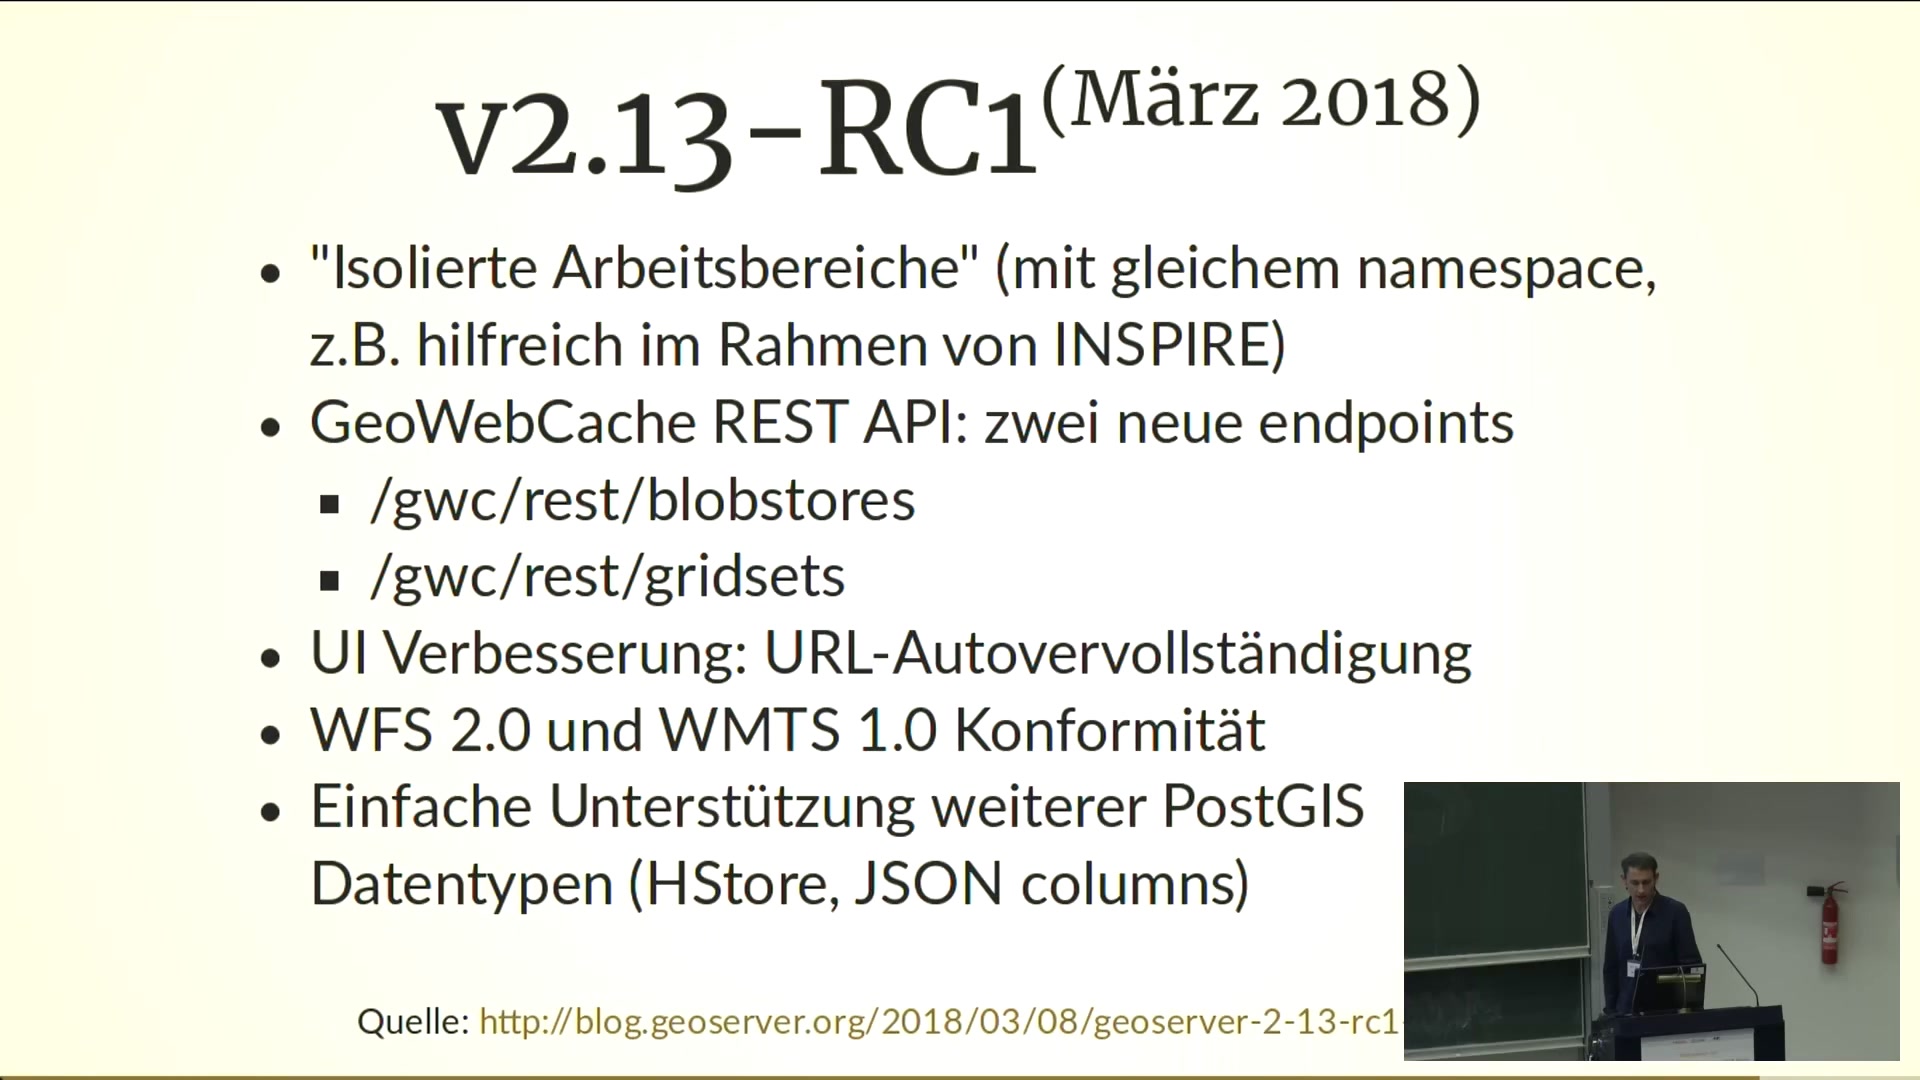 v2.13-RC1(März 2018)
• "Isolierte Arbeitsbereiche" (mit gleichem namespace,
z.B. hilfreich im Rahmen von INSPIRE)
• GeoWebCache REST API: zwei neue endpoints
▪ /gwc/rest/blobstores
▪ /gwc/rest/gridsets
• UI Verbesserung: URL-Autovervollständigung
• WFS 2.0 und WMTS 1.0 Konformität
• Einfache Unterstützung weiterer PostGIS
Datentypen (HStore, JSON columns)
Quelle: http://blog.geoserver.org/2018/03/08/geoserver-2-13-rc1-